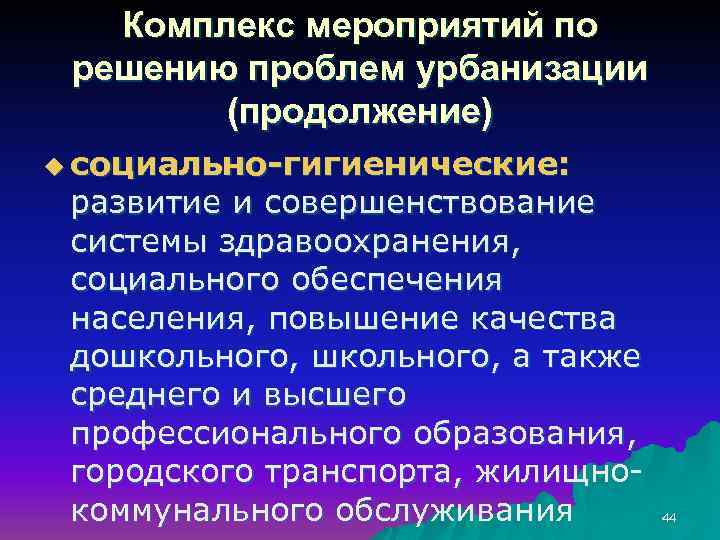 Комплекс мероприятий по
решению проблем урбанизации
(продолжение)
социально-гигиенические:
развитие и совершенствование
системы здравоохранения,
социального обеспечения
населения, повышение качества
дошкольного, школьного, а также
среднего и высшего
профессионального образования,
городского транспорта, жилищно-
коммунального обслуживания
44